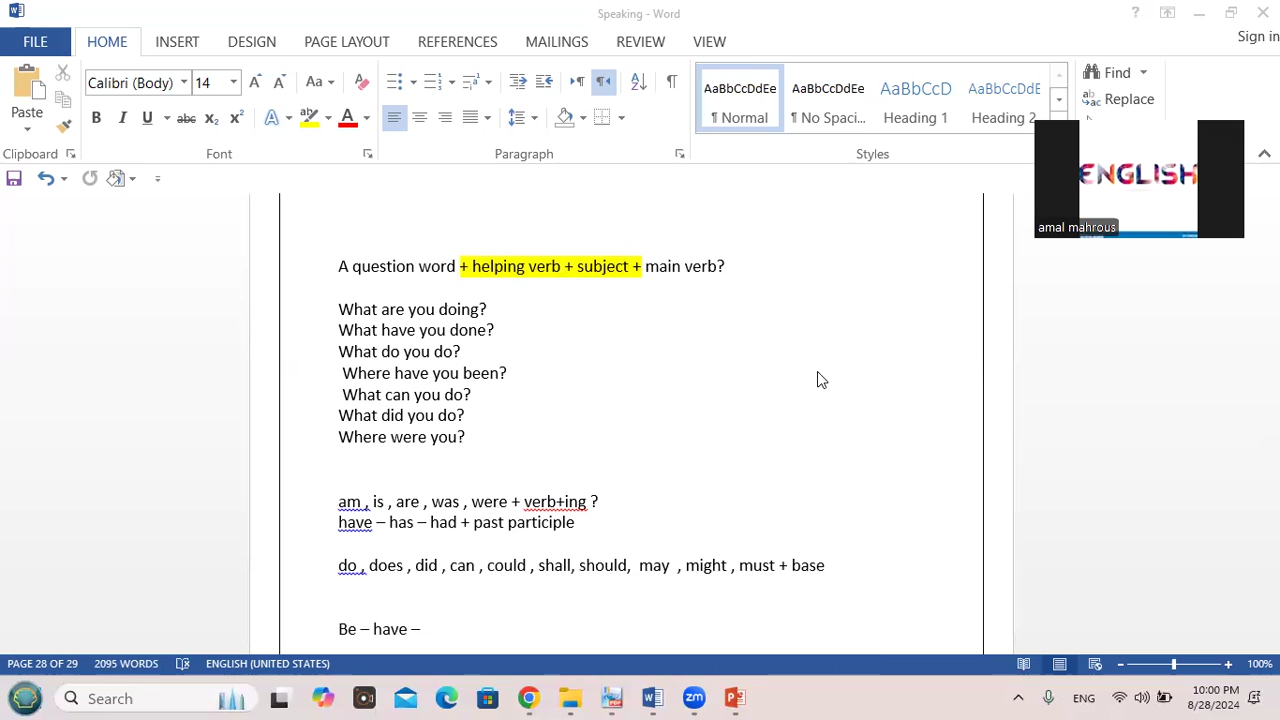 Speaking - Word
?
FILE HOME INSERT DESIGN PAGE LAYOUT REFERENCES MAILINGS REVIEW VIEW
Sign in
Calibri (Body) 14
Aa
Find
Replace
Paste
B I U abc X₂ X²
AaBbCcDdEe AaBbCcDdEe AaBbCcD AaBbCcDdE
¶ Normal ¶ No Spaci... Heading 1 Heading 2
Clipboard Font Paragraph Styles
ENGLISH
amal mahrous
A question word + helping verb + subject + main verb?
What are you doing?
What have you done?
What do you do?
Where have you been?
What can you do?
What did you do?
Where were you?
am , is , are , was , were + verb+ing ?
have – has – had + past participle
do , does , did , can , could , shall, should, may , might , must + base
Be – have –
PAGE 28 OF 29 2095 WORDS ENGLISH (UNITED STATES) 100%
Search
ENG
10:00 PM
8/28/2024